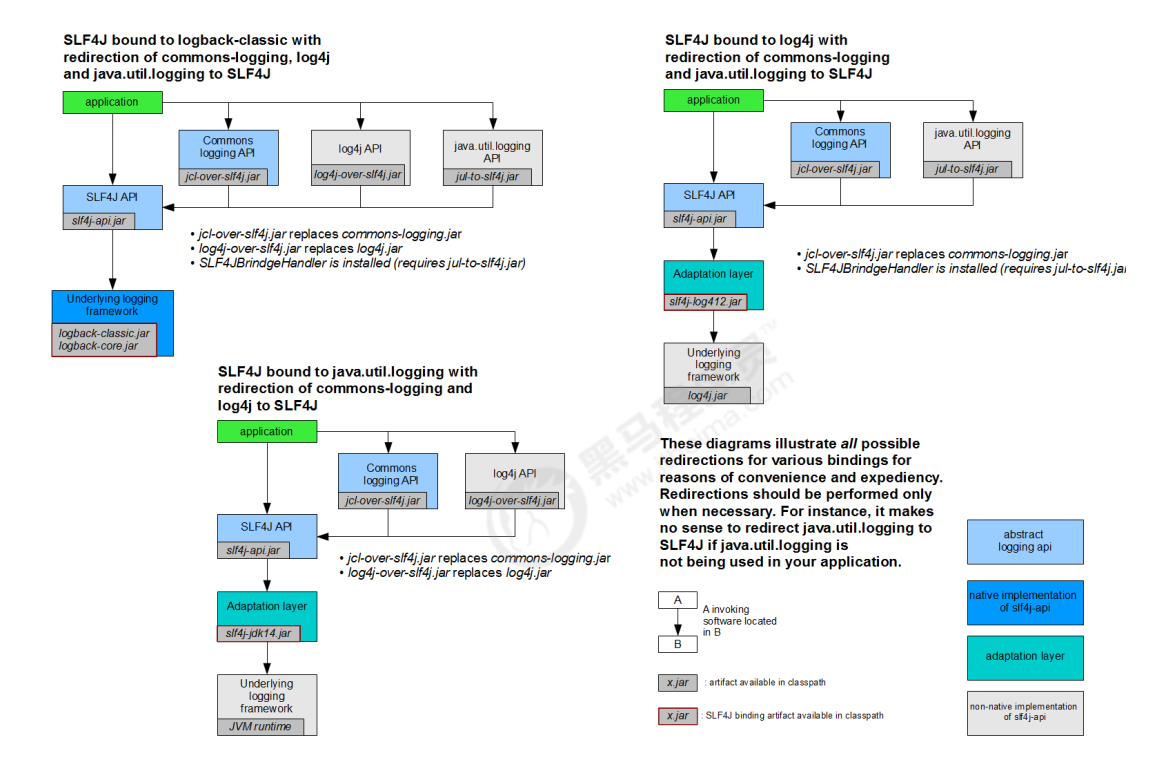 SLF4J bound to logback-classic with
redirection of commons-logging, log4j
and java.util.logging to SLF4J
application
Commons
logging API
jcl-over-slf4j.jar
log4j API
log4j-over-slf4j.jar
java.util.logging
API
jul-to-slf4j.jar
SLF4J API
slf4j-api.jar
• jcl-over-slf4j.jar replaces commons-logging.jar
• log4j-over-slf4j.jar replaces log4j.jar
• SLF4JBrindgeHandler is installed (requires jul-to-slf4j.jar)
Underlying logging
framework
logback-classic.jar
logback-core.jar
SLF4J bound to log4j with
redirection of commons-logging
and java.util.logging to SLF4J
application
Commons
logging API
jcl-over-slf4j.jar
java.util.logging
API
jul-to-slf4j.jar
SLF4J API
slf4j-api.jar
• jcl-over-slf4j.jar replaces commons-logging.jar
• SLF4JBrindgeHandler is installed (requires jul-to-slf4j.jar
Adaptation layer
slf4j-log412.jar
Underlying
logging
framework
log4j.jar
SLF4J bound to java.util.logging with
redirection of commons-logging and
log4j to SLF4J
application
Commons
logging API
jcl-over-slf4j.jar
log4j API
log4j-over-slf4j.jar
SLF4J API
slf4j-api.jar
• jcl-over-slf4j.jar replaces commons-logging.jar
• log4j-over-slf4j.jar replaces log4j.jar
Adaptation layer
slf4j-jdk14.jar
Underlying
logging
framework
JVM runtime
These diagrams illustrate all possible
redirections for various bindings for
reasons of convenience and expediency.
Redirections should be performed only
when necessary. For instance, it makes
no sense to redirect java.util.logging to
SLF4J if java.util.logging is
not being used in your application.
A
B
A invoking
software located
in B
x.jar : artifact available in classpath
x.jar : SLF4J binding artifact available in classpath
abstract
logging api
native implementation
of slf4j-api
adaptation layer
non-native implementation
of slf4j-api